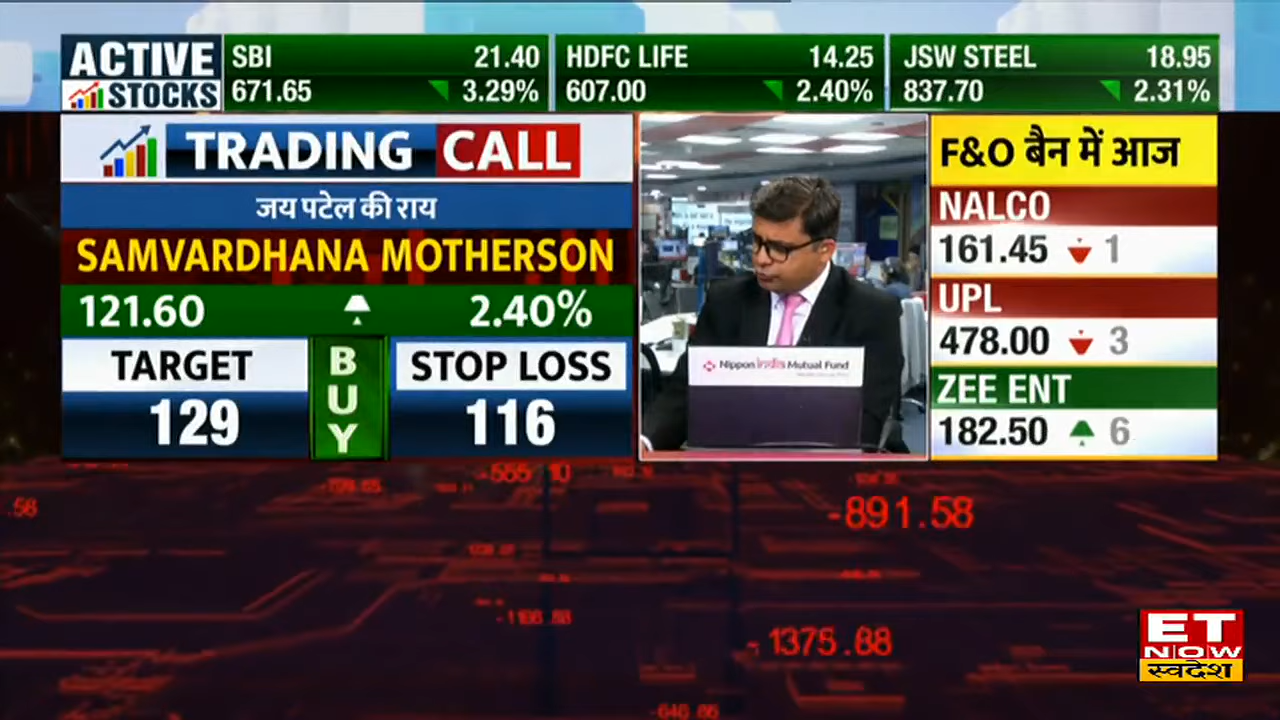 ACTIVE
STOCKS
SBI 21.40
671.65 3.29%
HDFC LIFE 14.25
607.00 2.40%
JSW STEEL 18.95
837.70 2.31%
TRADING CALL
जय पटेल की राय
SAMVARDHANA MOTHERSON
121.60 2.40%
TARGET
129
BUY
STOP LOSS
116
Nippon india Mutual Fund
F&O बैन में आज
NALCO
161.45 1
UPL
478.00 3
ZEE ENT
182.50 6
.58
-891.58
-1375.88
ET
NOW
स्वदेश